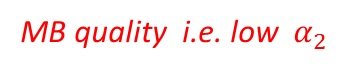 MB quality i.e. low α₂